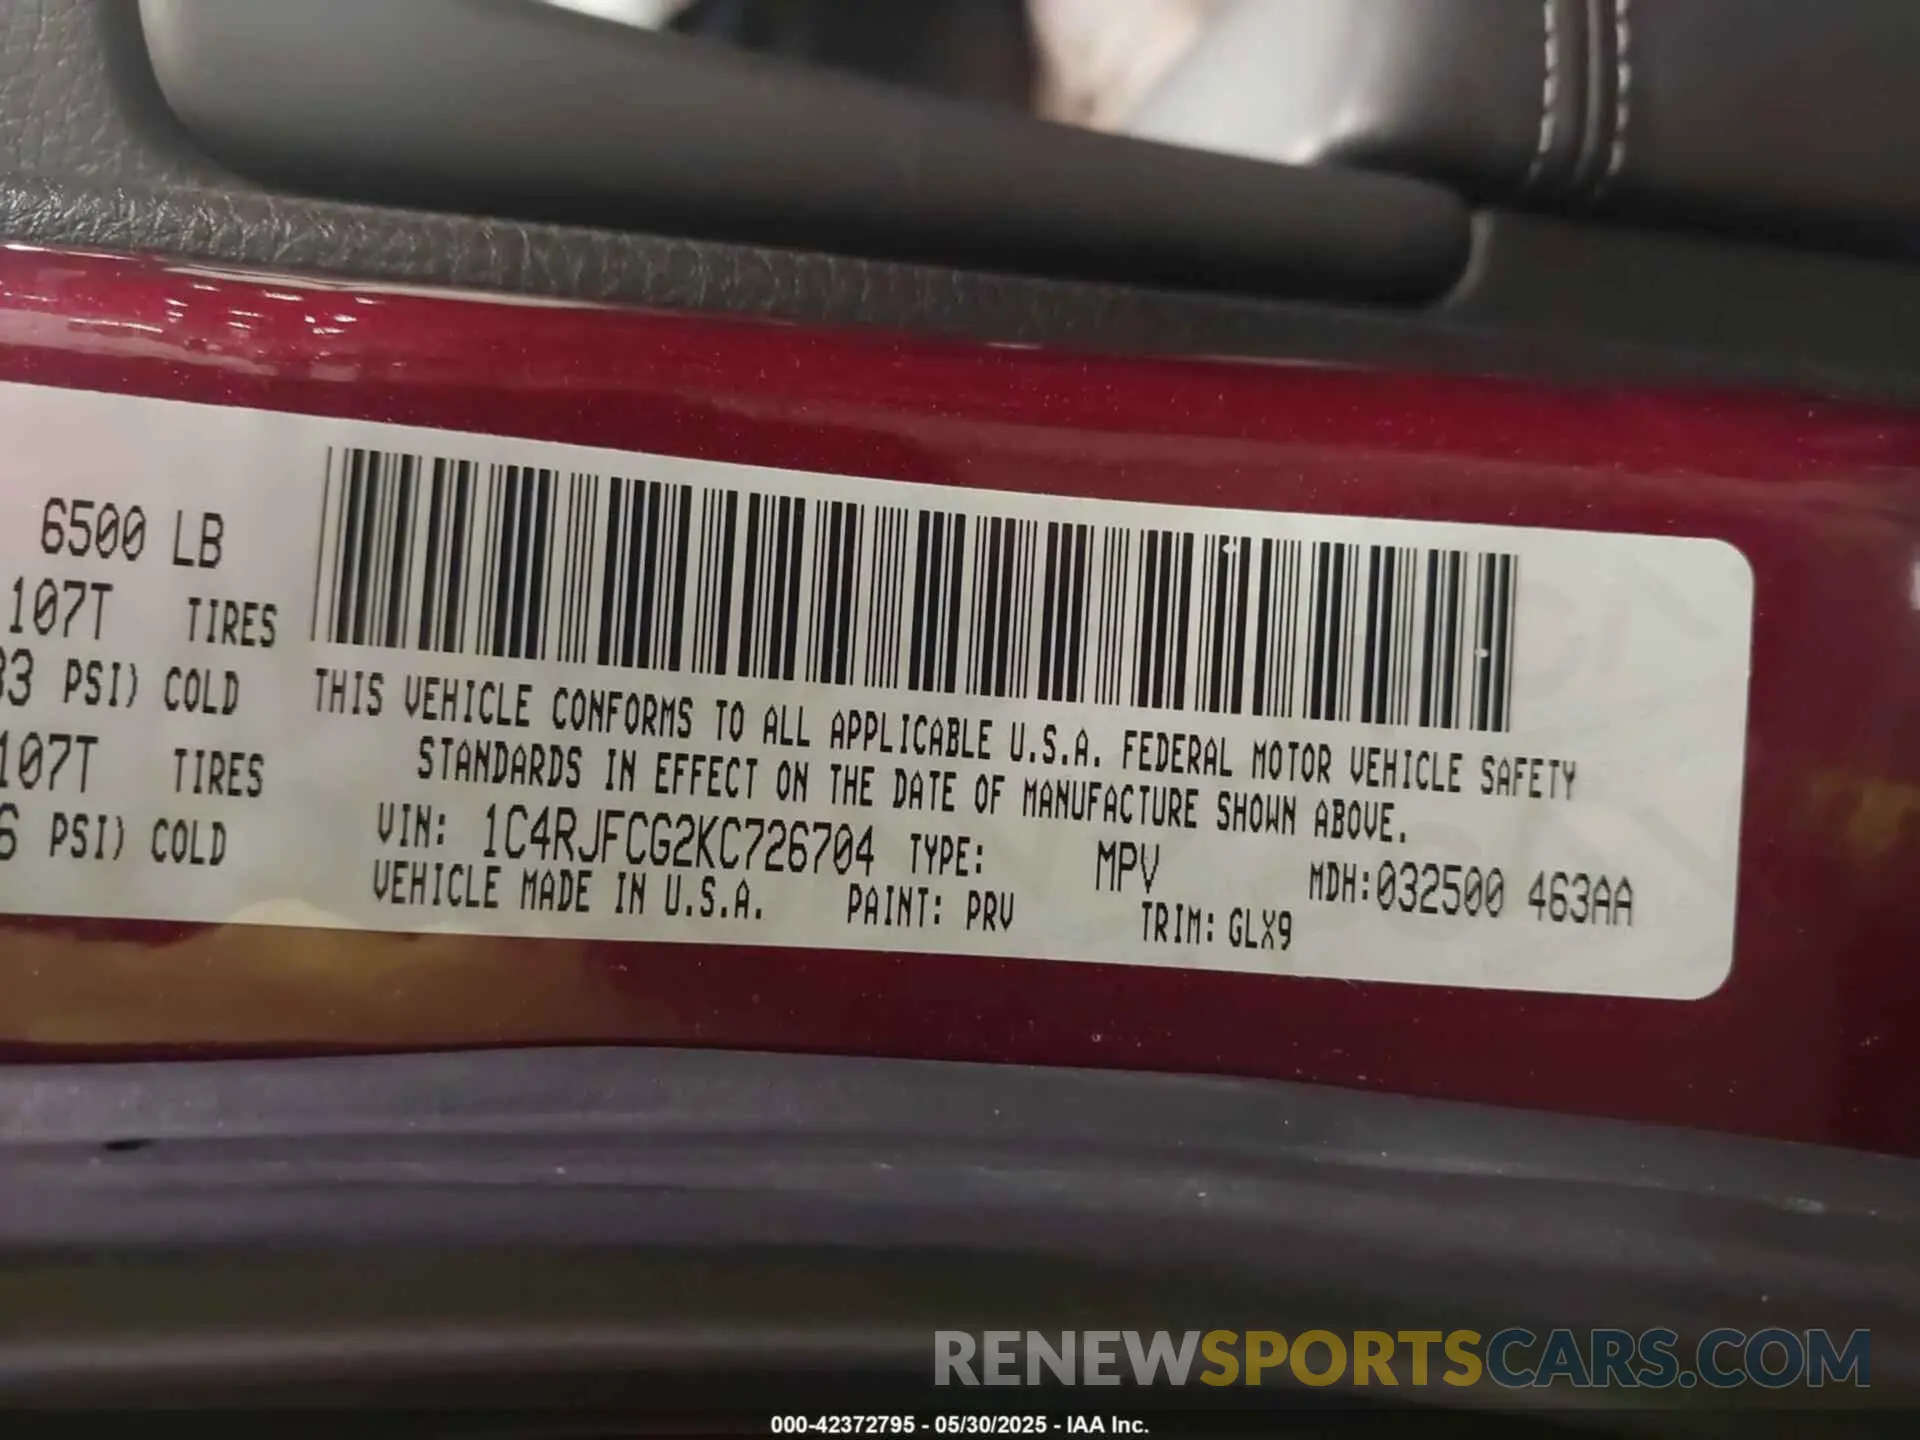 6500 LB
107T TIRES
33 PSI) COLD
107T TIRES
6 PSI) COLD
THIS VEHICLE CONFORMS TO ALL APPLICABLE U.S.A. FEDERAL MOTOR VEHICLE SAFETY
STANDARDS IN EFFECT ON THE DATE OF MANUFACTURE SHOWN ABOVE.
VIN: 1C4RJFCG2KC726704 TYPE: MPV MDH:032500 463AA
VEHICLE MADE IN U.S.A. PAINT: PRV TRIM: GLX9
RENEWSPORTSCARS.COM
000-42372795 - 05/30/2025 - IAA Inc.